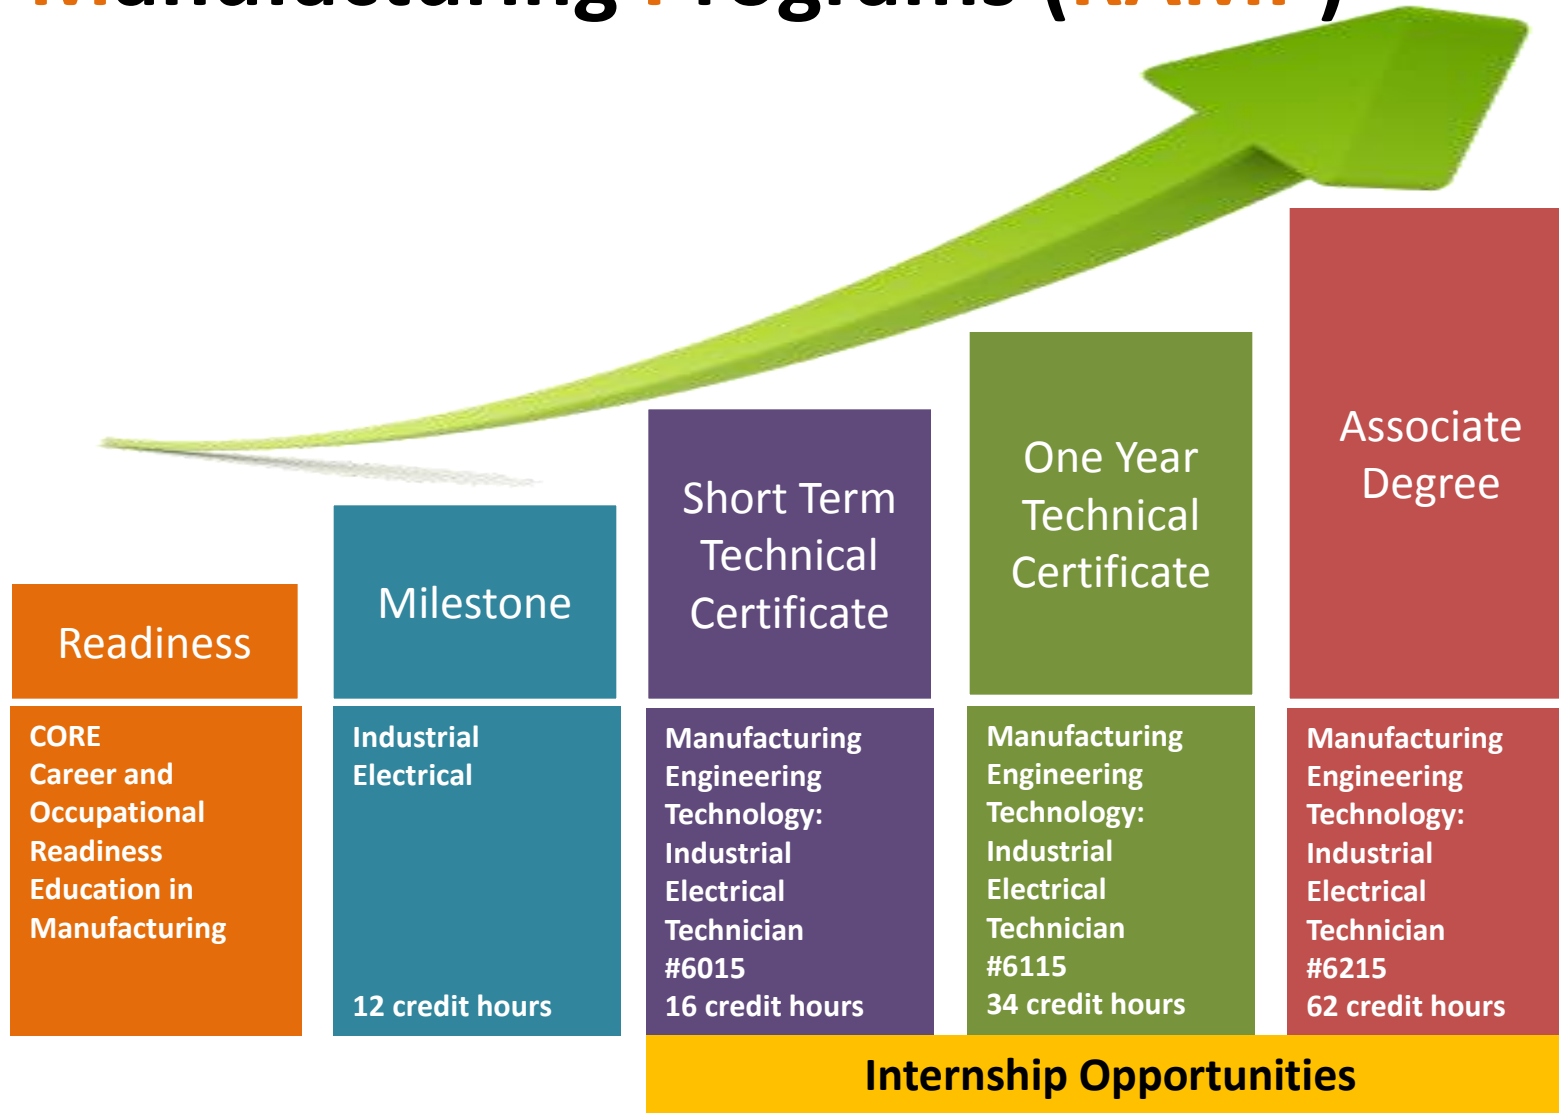 Manufacturing Programs (RAMP)
Readiness
CORE
Career and
Occupational
Readiness
Education in
Manufacturing
Milestone
Industrial
Electrical
12 credit hours
Short Term
Technical
Certificate
Manufacturing
Engineering
Technology:
Industrial
Electrical
Technician
#6015
16 credit hours
One Year
Technical
Certificate
Manufacturing
Engineering
Technology:
Industrial
Electrical
Technician
#6115
34 credit hours
Associate
Degree
Manufacturing
Engineering
Technology:
Industrial
Electrical
Technician
#6215
62 credit hours
Internship Opportunities